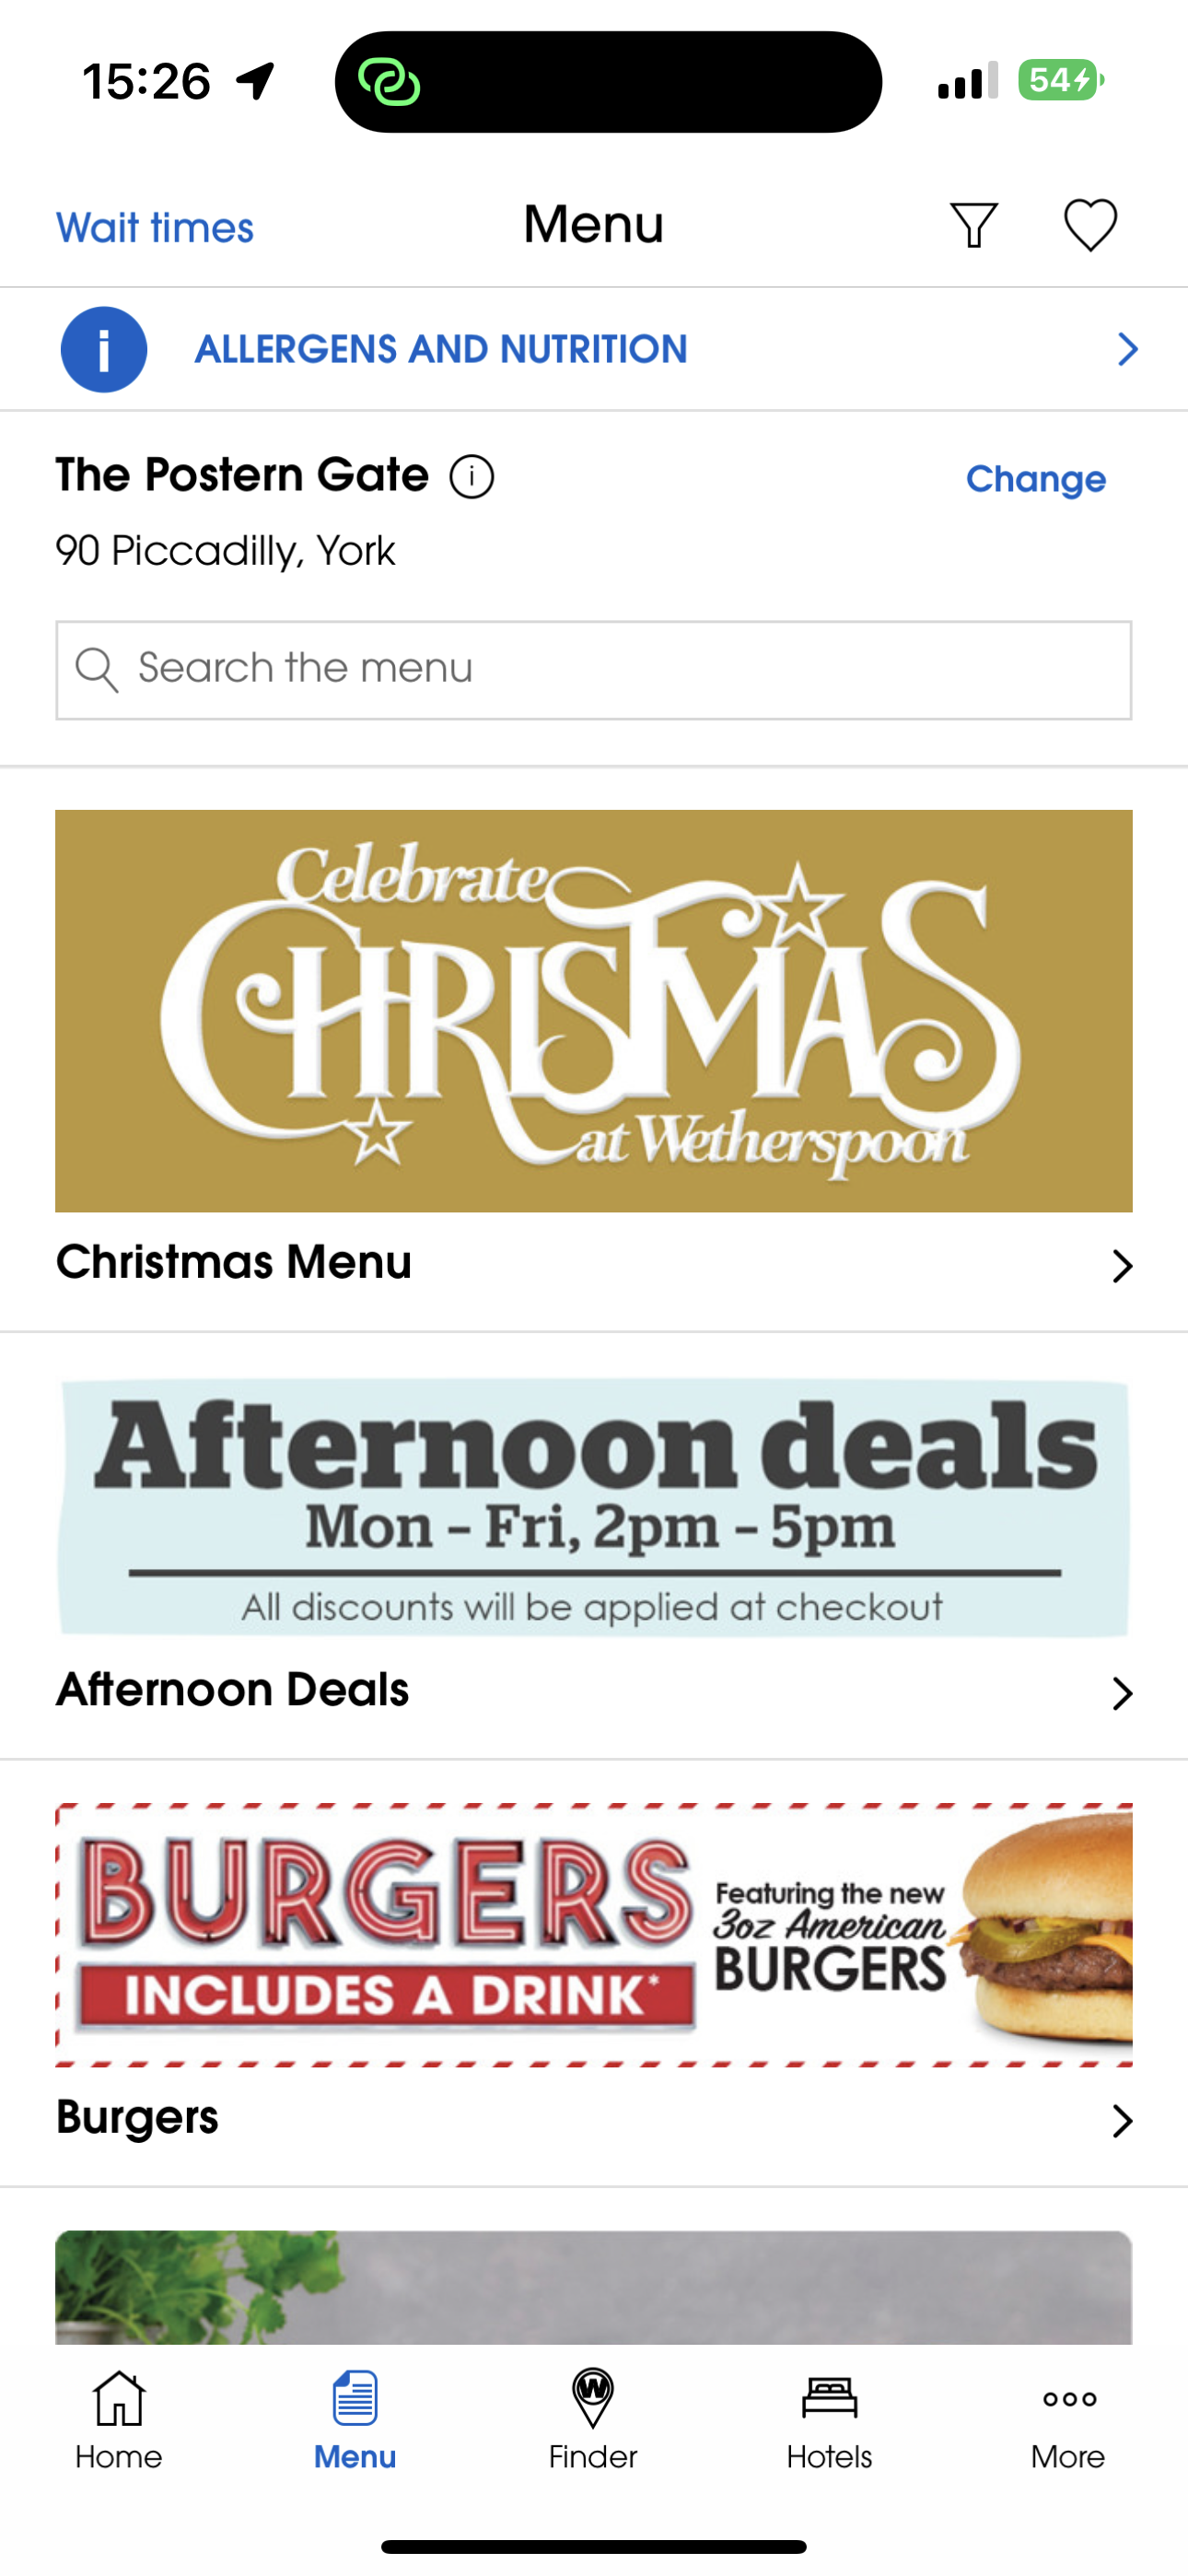 15:26
54
Wait times
Menu
i
ALLERGENS AND NUTRITION
The Postern Gate i
Change
90 Piccadilly, York
Search the menu
Celebrate
CHRISTMAS
at Wetherspoon
Christmas Menu
Afternoon deals
Mon – Fri, 2pm – 5pm
All discounts will be applied at checkout
Afternoon Deals
BURGERS
INCLUDES A DRINK*
Featuring the new
3oz American
BURGERS
Burgers
W
Home
Menu
Finder
Hotels
More